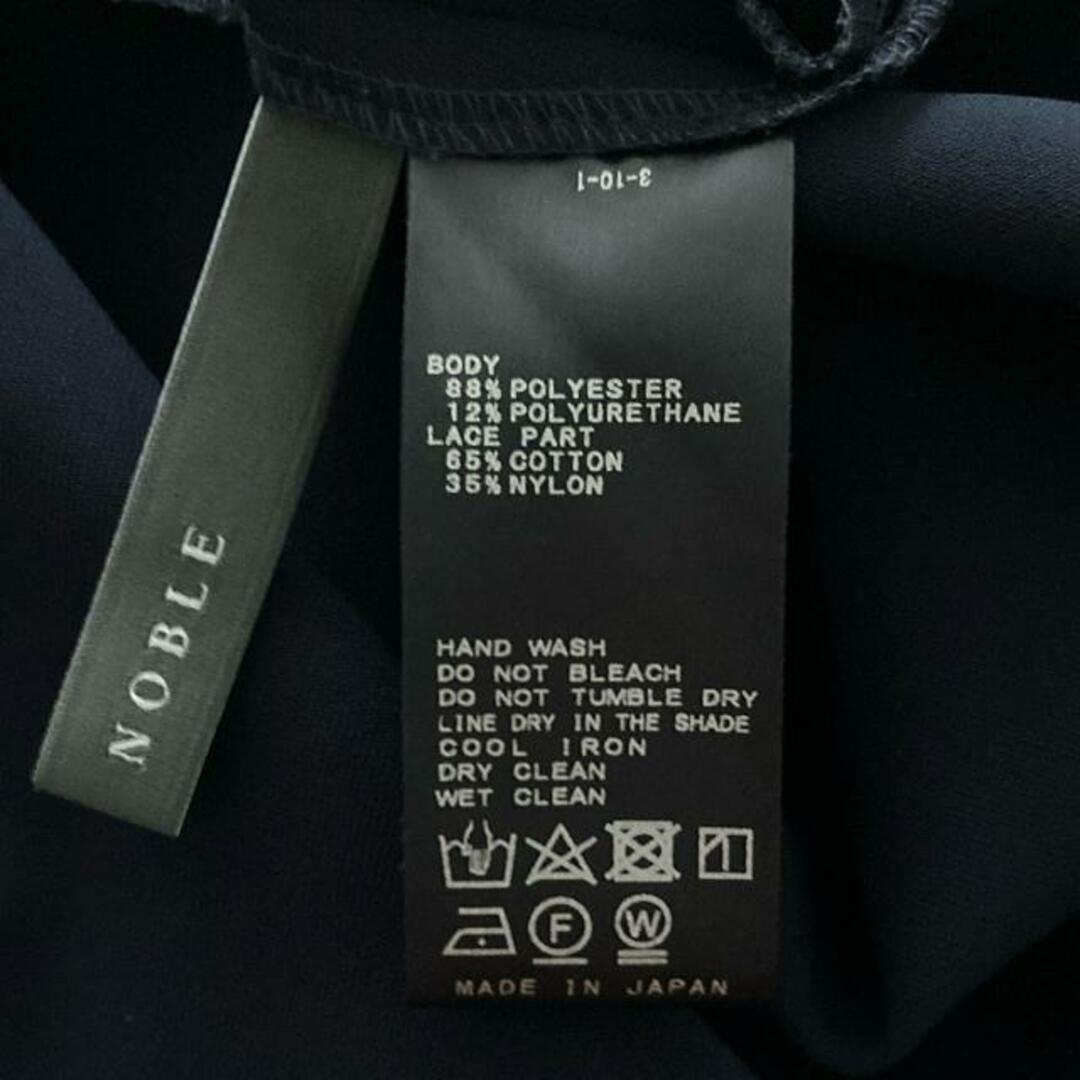 3-10-1
BODY
88% POLYESTER
12% POLYURETHANE
LACE PART
65% COTTON
35% NYLON
NOBLE
HAND WASH
DO NOT BLEACH
DO NOT TUMBLE DRY
LINE DRY IN THE SHADE
COOL IRON
DRY CLEAN
WET CLEAN
F W
MADE IN JAPAN